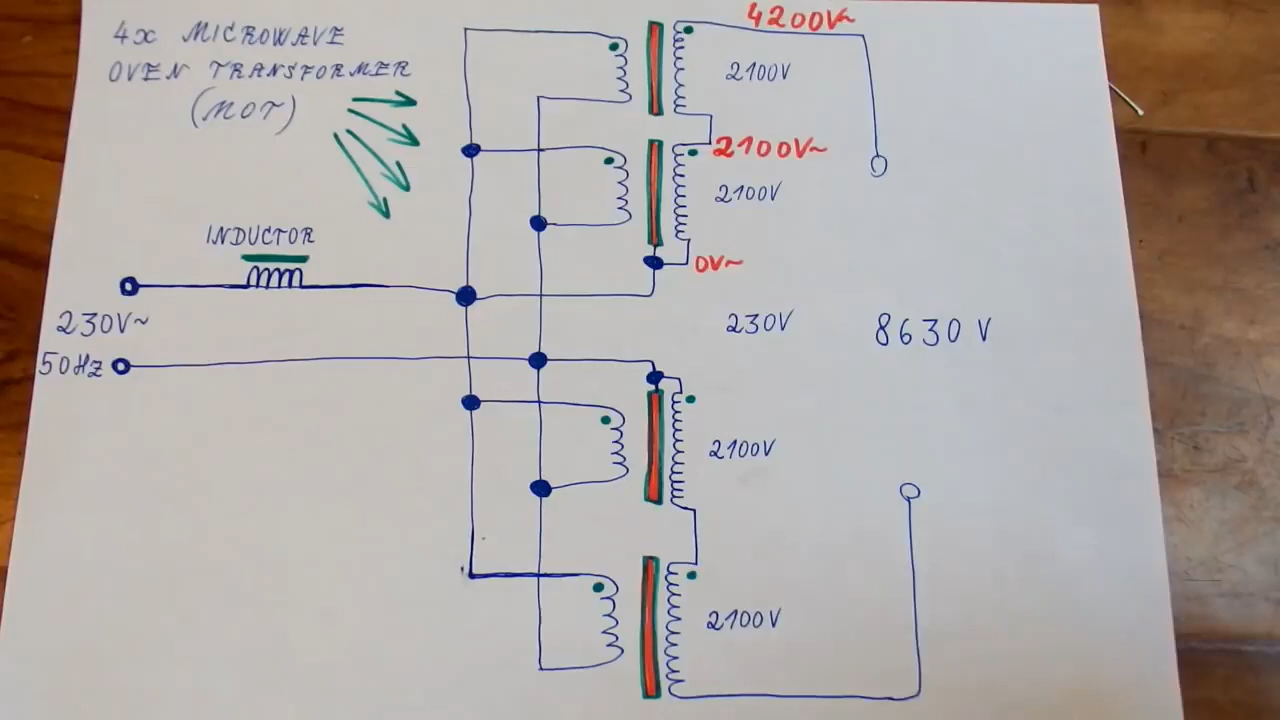 4x MICROWAVE
OVEN TRANSFORMER
(MOT)
INDUCTOR
230V~
50Hz
4200V~
2100V
2100V~
2100V
0V~
230V
8630 V
2100V
2100V